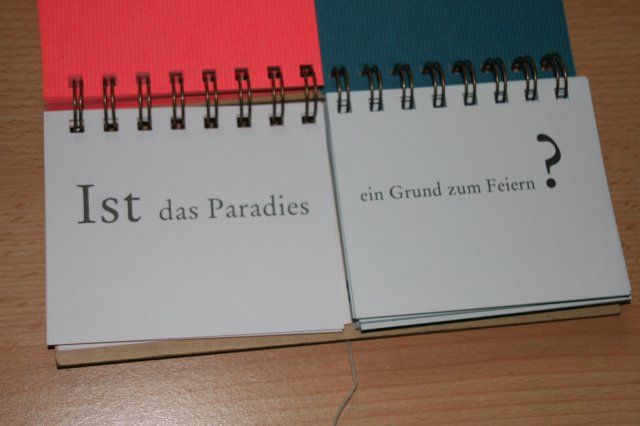 Ist das Paradies
ein Grund zum Feiern?